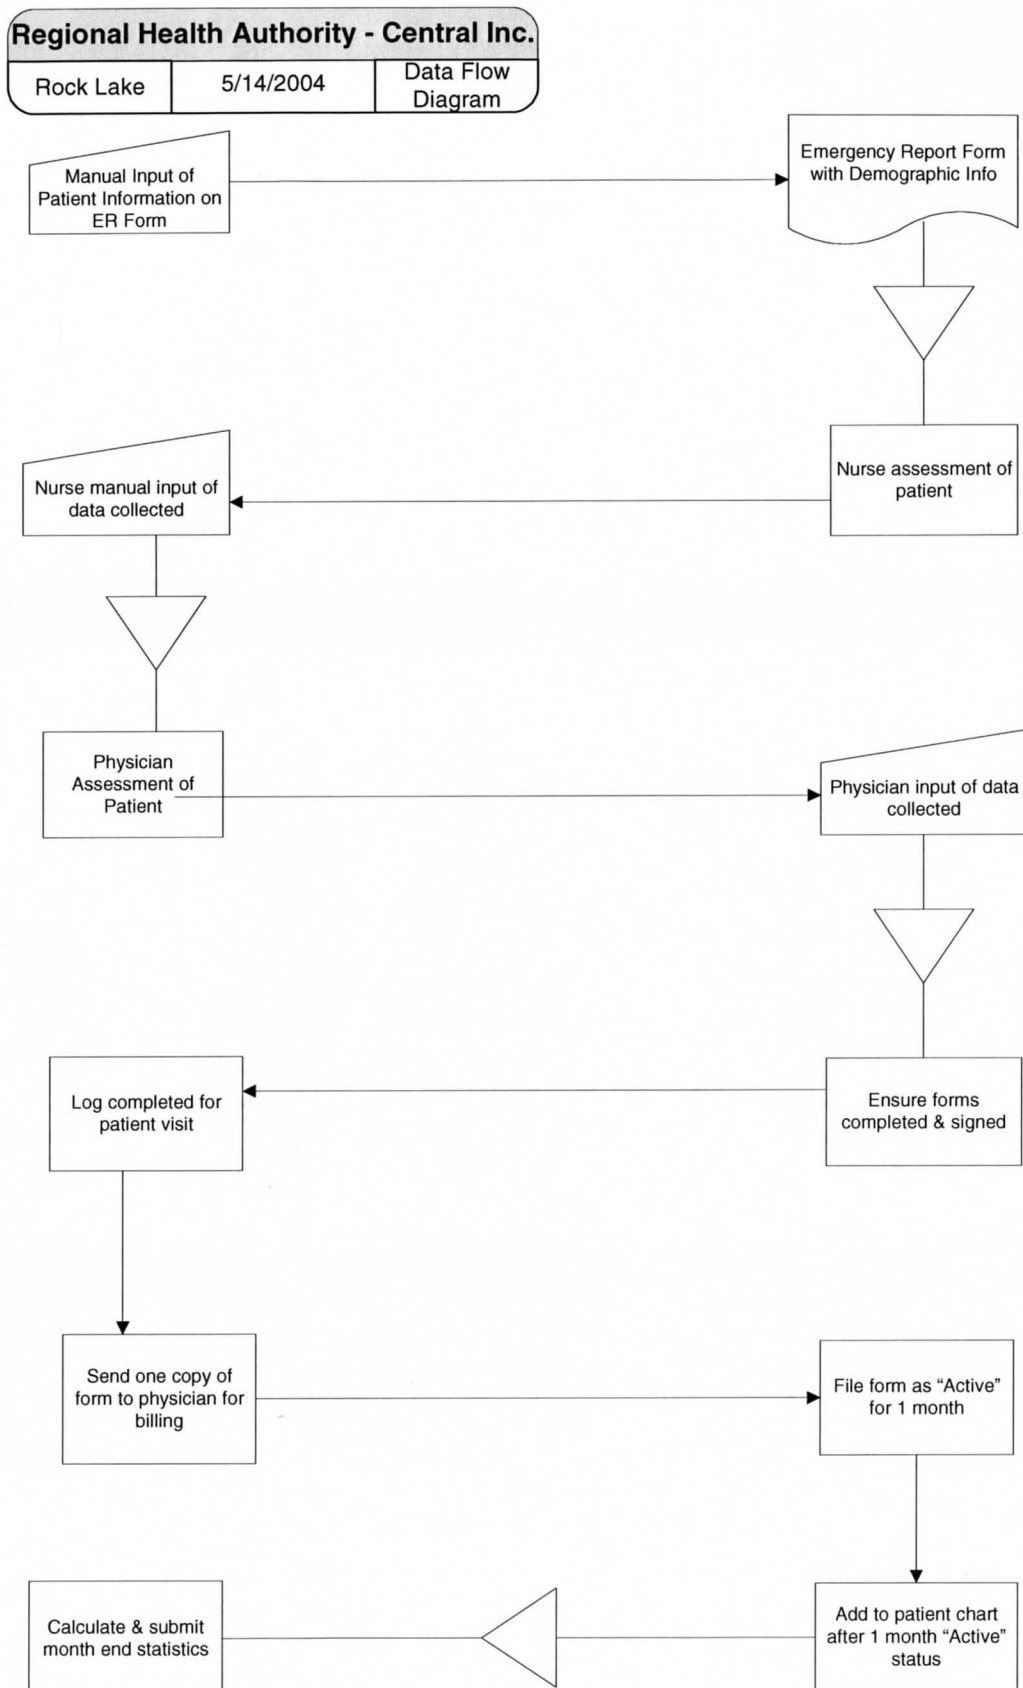 Regional Health Authority - Central Inc.
Rock Lake
5/14/2004
Data Flow
Diagram
Manual Input of
Patient Information on
ER Form
Emergency Report Form
with Demographic Info
Nurse assessment of
patient
Nurse manual input of
data collected
Physician
Assessment of
Patient
Physician input of data
collected
Ensure forms
completed & signed
Log completed for
patient visit
Send one copy of
form to physician for
billing
File form as “Active”
for 1 month
Add to patient chart
after 1 month “Active”
status
Calculate & submit
month end statistics